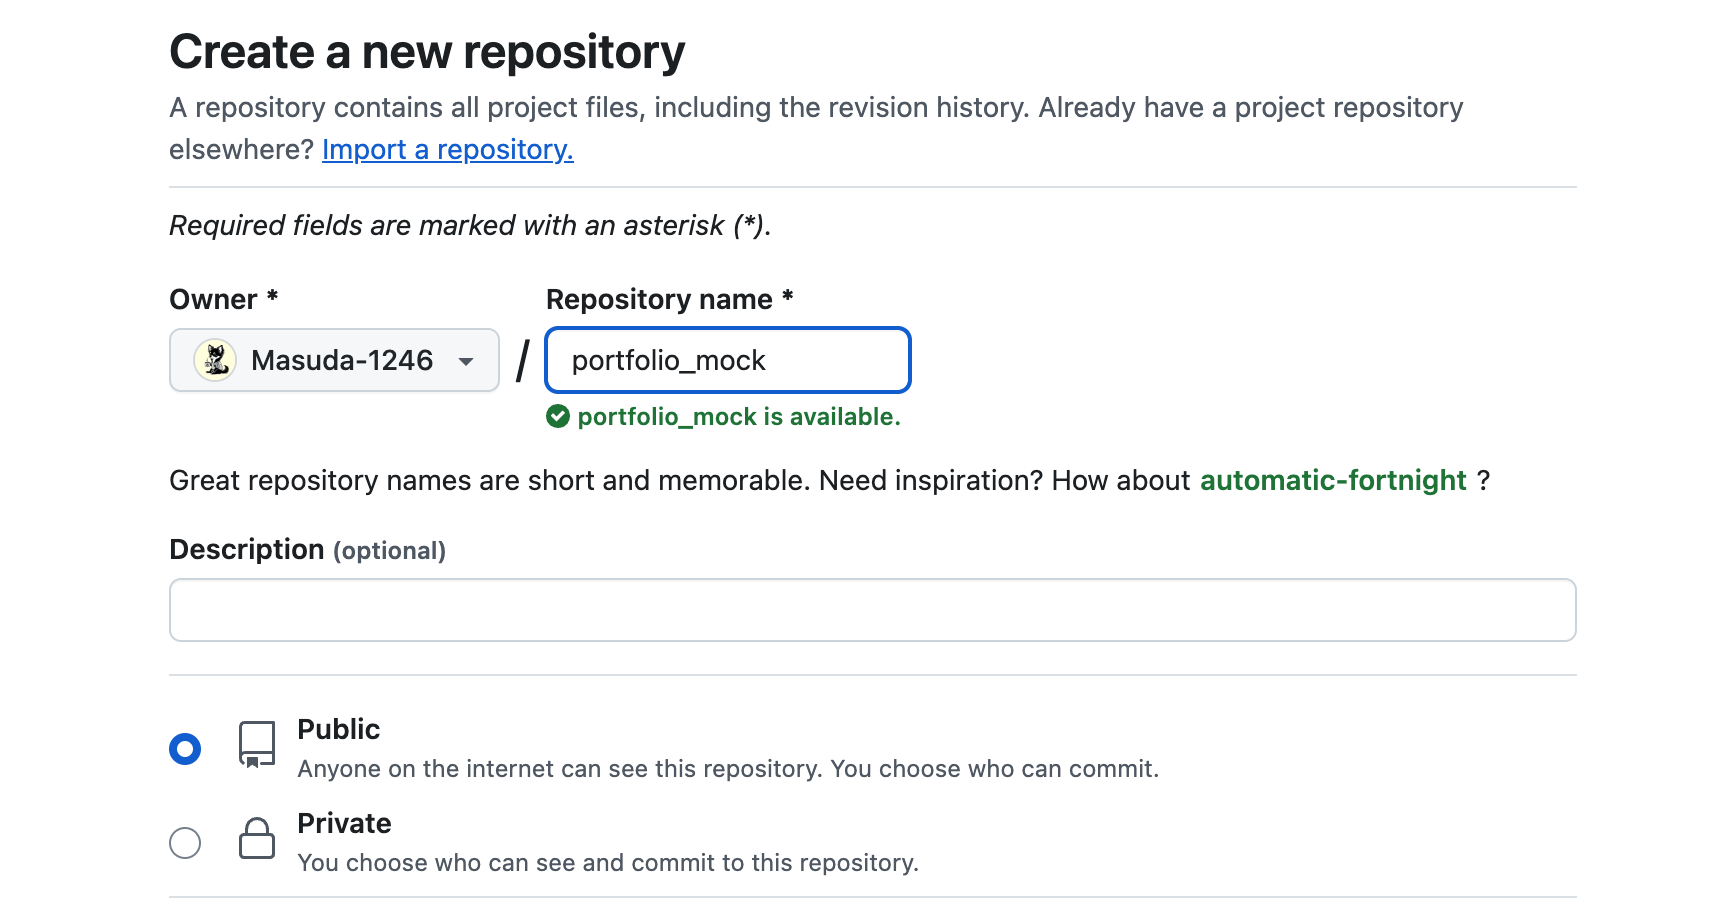 Create a new repository
A repository contains all project files, including the revision history. Already have a project repository
elsewhere? Import a repository.
Required fields are marked with an asterisk (*).
Owner *
Repository name *
Masuda-1246
/
portfolio_mock
portfolio_mock is available.
Great repository names are short and memorable. Need inspiration? How about automatic-fortnight ?
Description (optional)
Public
Anyone on the internet can see this repository. You choose who can commit.
Private
You choose who can see and commit to this repository.